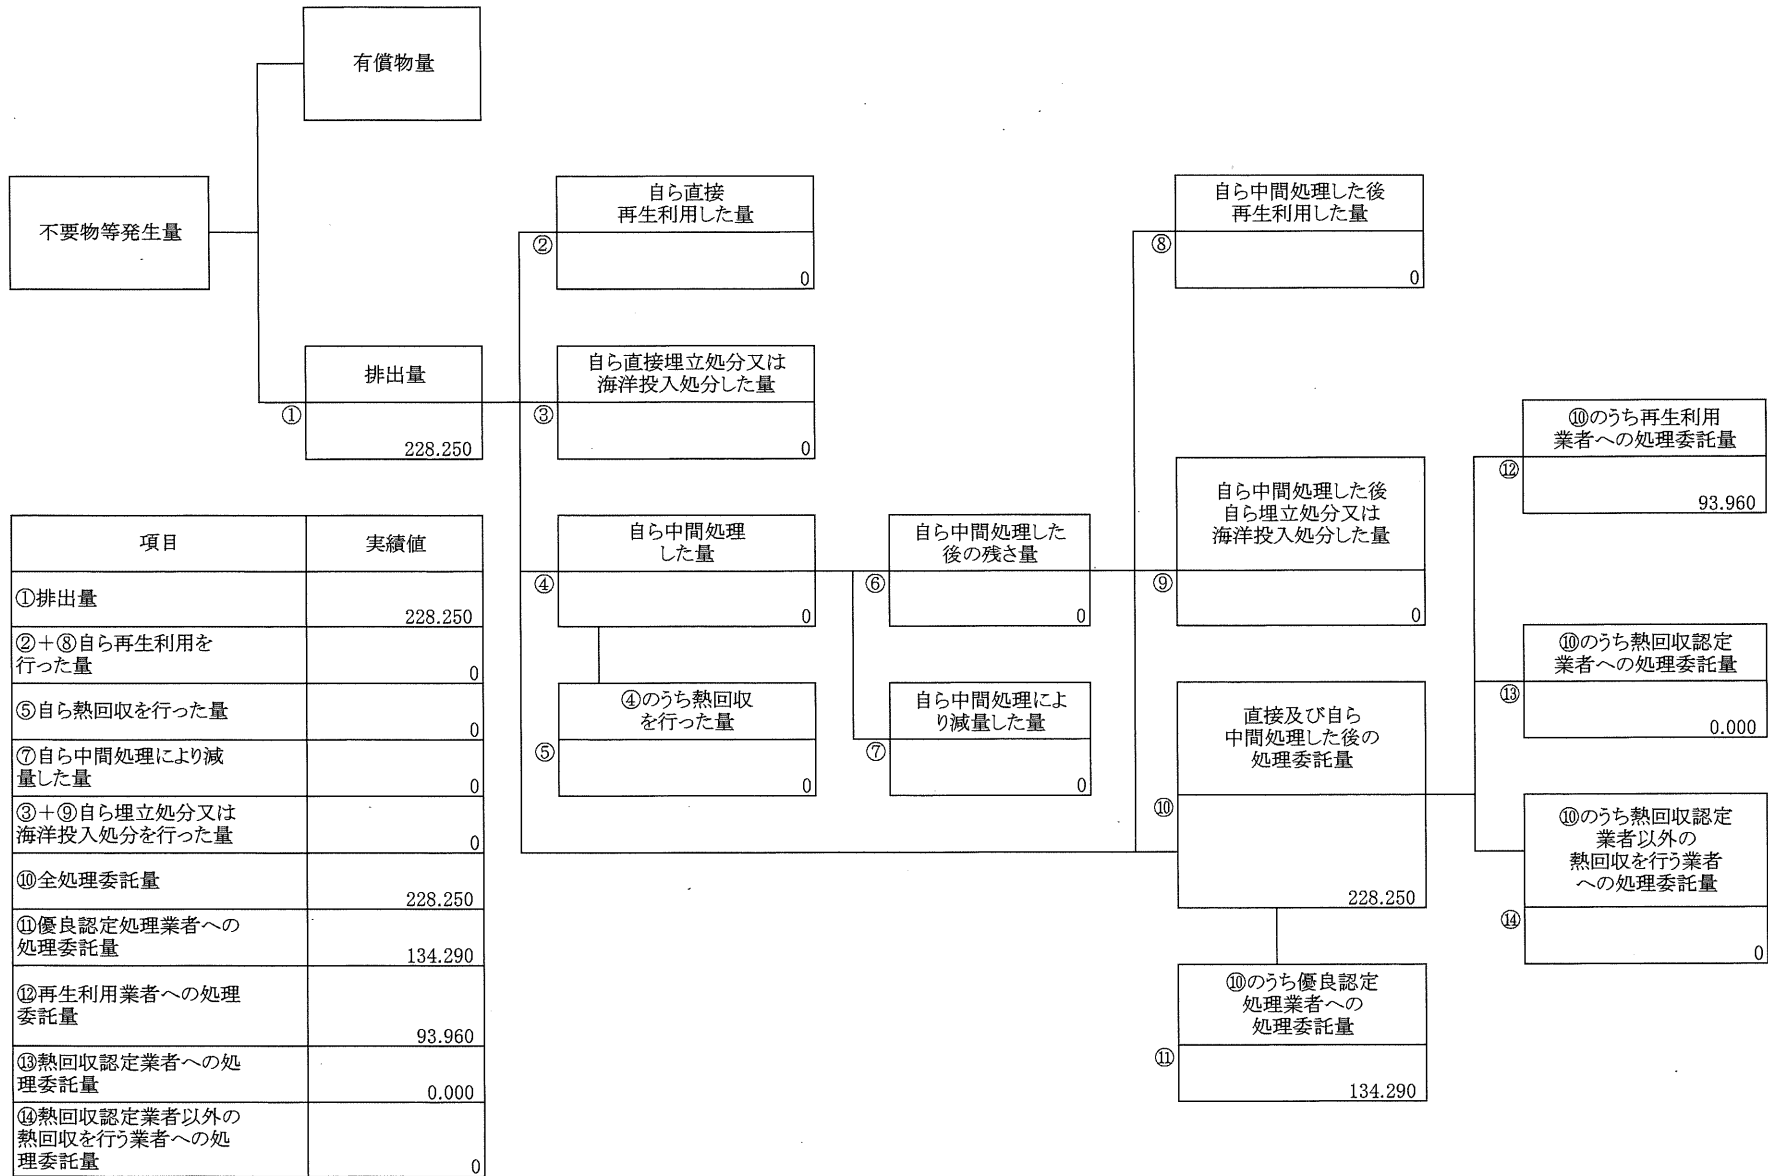 有償物量
不要物等発生量
自ら直接
再生利用した量
②
0
自ら中間処理した後
再生利用した量
⑧
0
排出量
①
228.250
自ら直接埋立処分又は
海洋投入処分した量
③
0
自ら中間処理
した量
④
0
自ら中間処理した
後の残さ量
⑥
0
自ら中間処理した後
自ら埋立処分又は
海洋投入処分した量
⑨
0
④のうち熱回収
を行った量
⑤
0
自ら中間処理によ
り減量した量
⑦
0
直接及び自ら
中間処理した後の
処理委託量
⑩
228.250
⑩のうち優良認定
処理業者への
処理委託量
⑪
134.290
⑩のうち再生利用
業者への処理委託量
⑫
93.960
⑩のうち熱回収認定
業者への処理委託量
⑬
0.000
⑩のうち熱回収認定
業者以外の
熱回収を行う業者
への処理委託量
⑭
0
項目 実績値
①排出量
228.250
②+⑧自ら再生利用を
行った量
0
⑤自ら熱回収を行った量
0
⑦自ら中間処理により減
量した量
0
③+⑨自ら埋立処分又は
海洋投入処分を行った量
0
⑩全処理委託量
228.250
⑪優良認定処理業者への
処理委託量
134.290
⑫再生利用業者への処理
委託量
93.960
⑬熱回収認定業者への処
理委託量
0.000
⑭熱回収認定業者以外の
熱回収を行う業者への処
理委託量
0